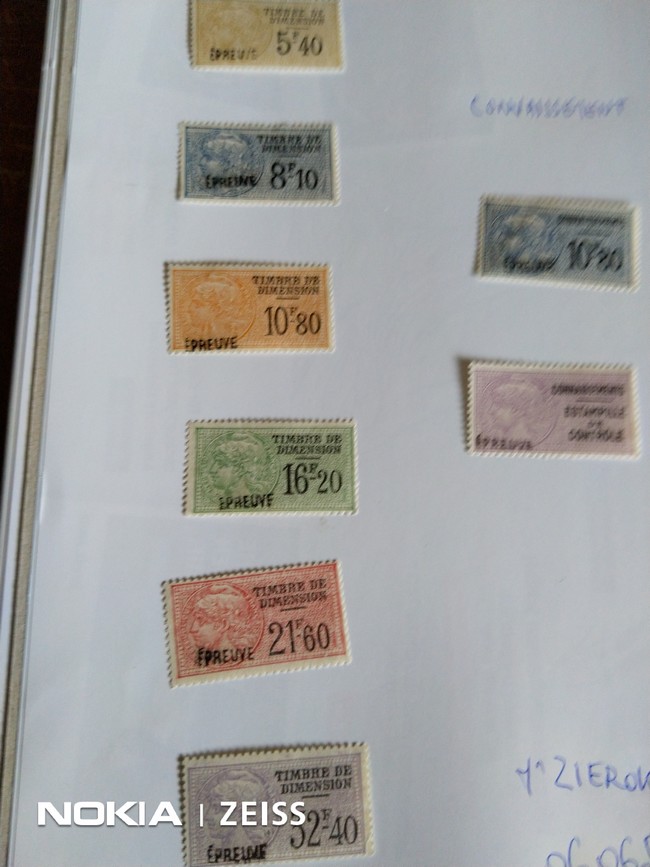 TIMBRE DE
DIMENSION
5F40
ÉPREUVE
TIMBRE DE
DIMENSION
8F10
ÉPREUVE
TIMBRE DE
DIMENSION
10F80
ÉPREUVE
TIMBRE DE
DIMENSION
16F20
ÉPREUVE
TIMBRE DE
DIMENSION
21F60
ÉPREUVE
TIMBRE DE
DIMENSION
32F40
ÉPREUVE
CONNAISSEMENT
10F80
ÉPREUVE
CONNAISSEMENTS
ESTAMPILLE
DE
CONTRÔLE
ÉPREUVE
NOKIA | ZEISS